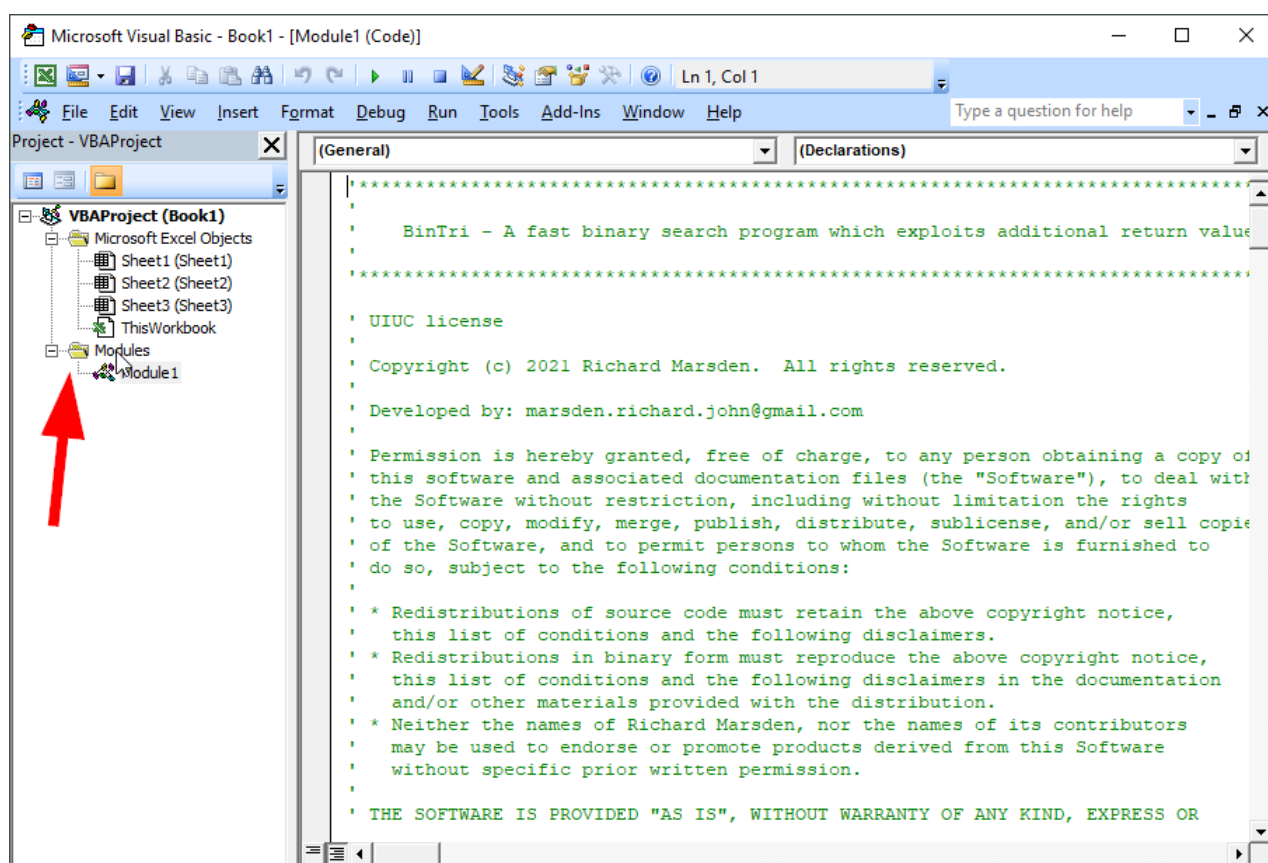 Microsoft Visual Basic - Book1 - [Module1 (Code)]
Ln 1, Col 1
File Edit View Insert Format Debug Run Tools Add-Ins Window Help Type a question for help
Project - VBAProject
(General) (Declarations)
VBAProject (Book1)
Microsoft Excel Objects
Sheet1 (Sheet1)
Sheet2 (Sheet2)
Sheet3 (Sheet3)
ThisWorkbook
Modules
Module1
'********************************************************************************
'
'    BinTri - A fast binary search program which exploits additional return value
'
'********************************************************************************
' UIUC license
'
' Copyright (c) 2021 Richard Marsden.  All rights reserved.
'
' Developed by: marsden.richard.john@gmail.com
'
' Permission is hereby granted, free of charge, to any person obtaining a copy of
' this software and associated documentation files (the "Software"), to deal with
' the Software without restriction, including without limitation the rights
' to use, copy, modify, merge, publish, distribute, sublicense, and/or sell copie
' of the Software, and to permit persons to whom the Software is furnished to
' do so, subject to the following conditions:
'
' * Redistributions of source code must retain the above copyright notice,
'   this list of conditions and the following disclaimers.
' * Redistributions in binary form must reproduce the above copyright notice,
'   this list of conditions and the following disclaimers in the documentation
'   and/or other materials provided with the distribution.
' * Neither the names of Richard Marsden, nor the names of its contributors
'   may be used to endorse or promote products derived from this Software
'   without specific prior written permission.
'
' THE SOFTWARE IS PROVIDED "AS IS", WITHOUT WARRANTY OF ANY KIND, EXPRESS OR